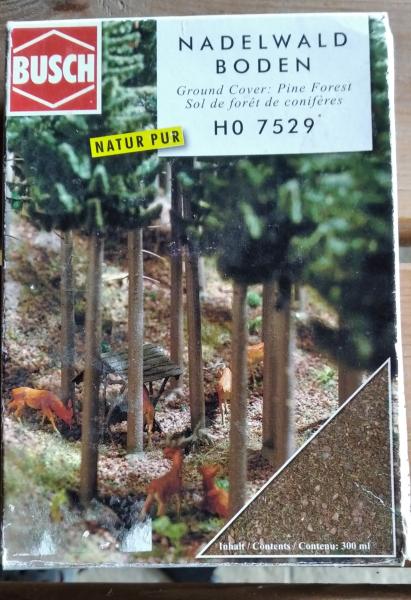 BUSCH
NADELWALD
BODEN
Ground Cover: Pine Forest
Sol de forêt de conifères
H0 7529
NATUR PUR
Inhalt / Contents / Contenu: 300 ml